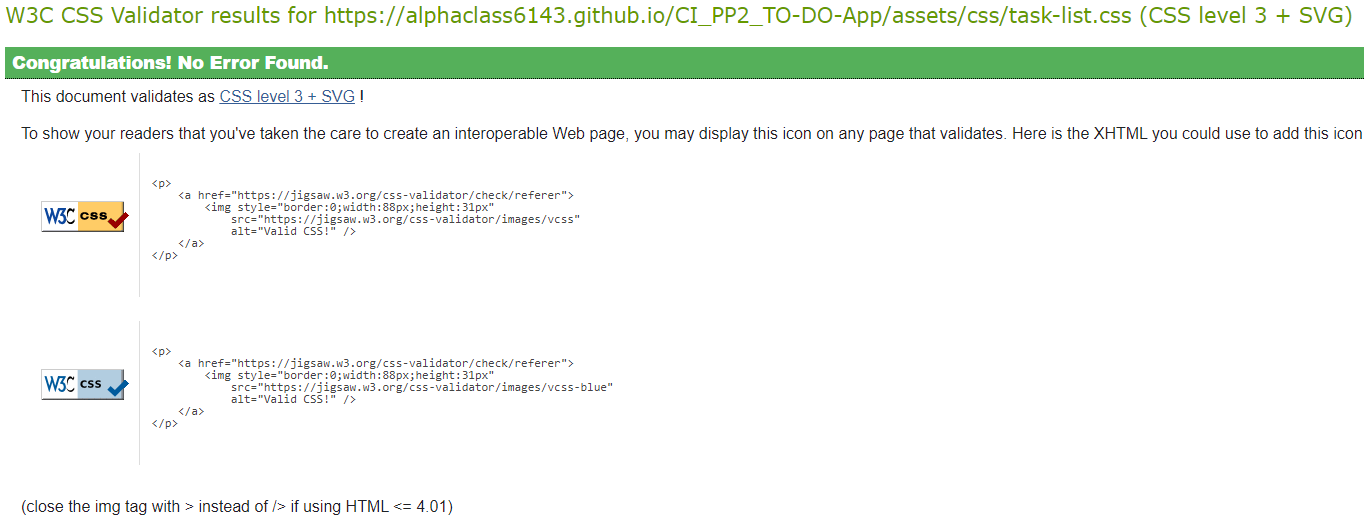 W3C CSS Validator results for https://alphaclass6143.github.io/CI_PP2_TO-DO-App/assets/css/task-list.css (CSS level 3 + SVG)
Congratulations! No Error Found.
This document validates as CSS level 3 + SVG !
To show your readers that you've taken the care to create an interoperable Web page, you may display this icon on any page that validates. Here is the XHTML you could use to add this icon
W3C css
<p>
    <a href="https://jigsaw.w3.org/css-validator/check/referer">
        <img style="border:0;width:88px;height:31px"
            src="https://jigsaw.w3.org/css-validator/images/vcss"
            alt="Valid CSS!" />
    </a>
</p>
W3C css
<p>
    <a href="https://jigsaw.w3.org/css-validator/check/referer">
        <img style="border:0;width:88px;height:31px"
            src="https://jigsaw.w3.org/css-validator/images/vcss-blue"
            alt="Valid CSS!" />
    </a>
</p>
(close the img tag with > instead of /> if using HTML <= 4.01)